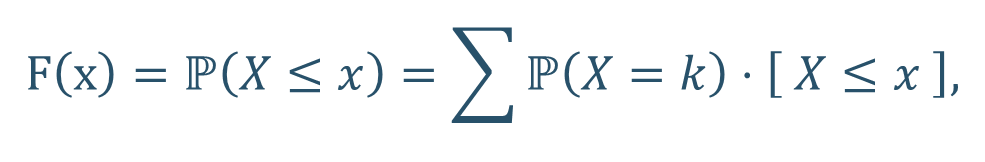 F(x) = ℙ(𝑋 ≤ 𝑥) = ∑ ℙ(𝑋 = 𝑘) · [ 𝑋 ≤ 𝑥 ],